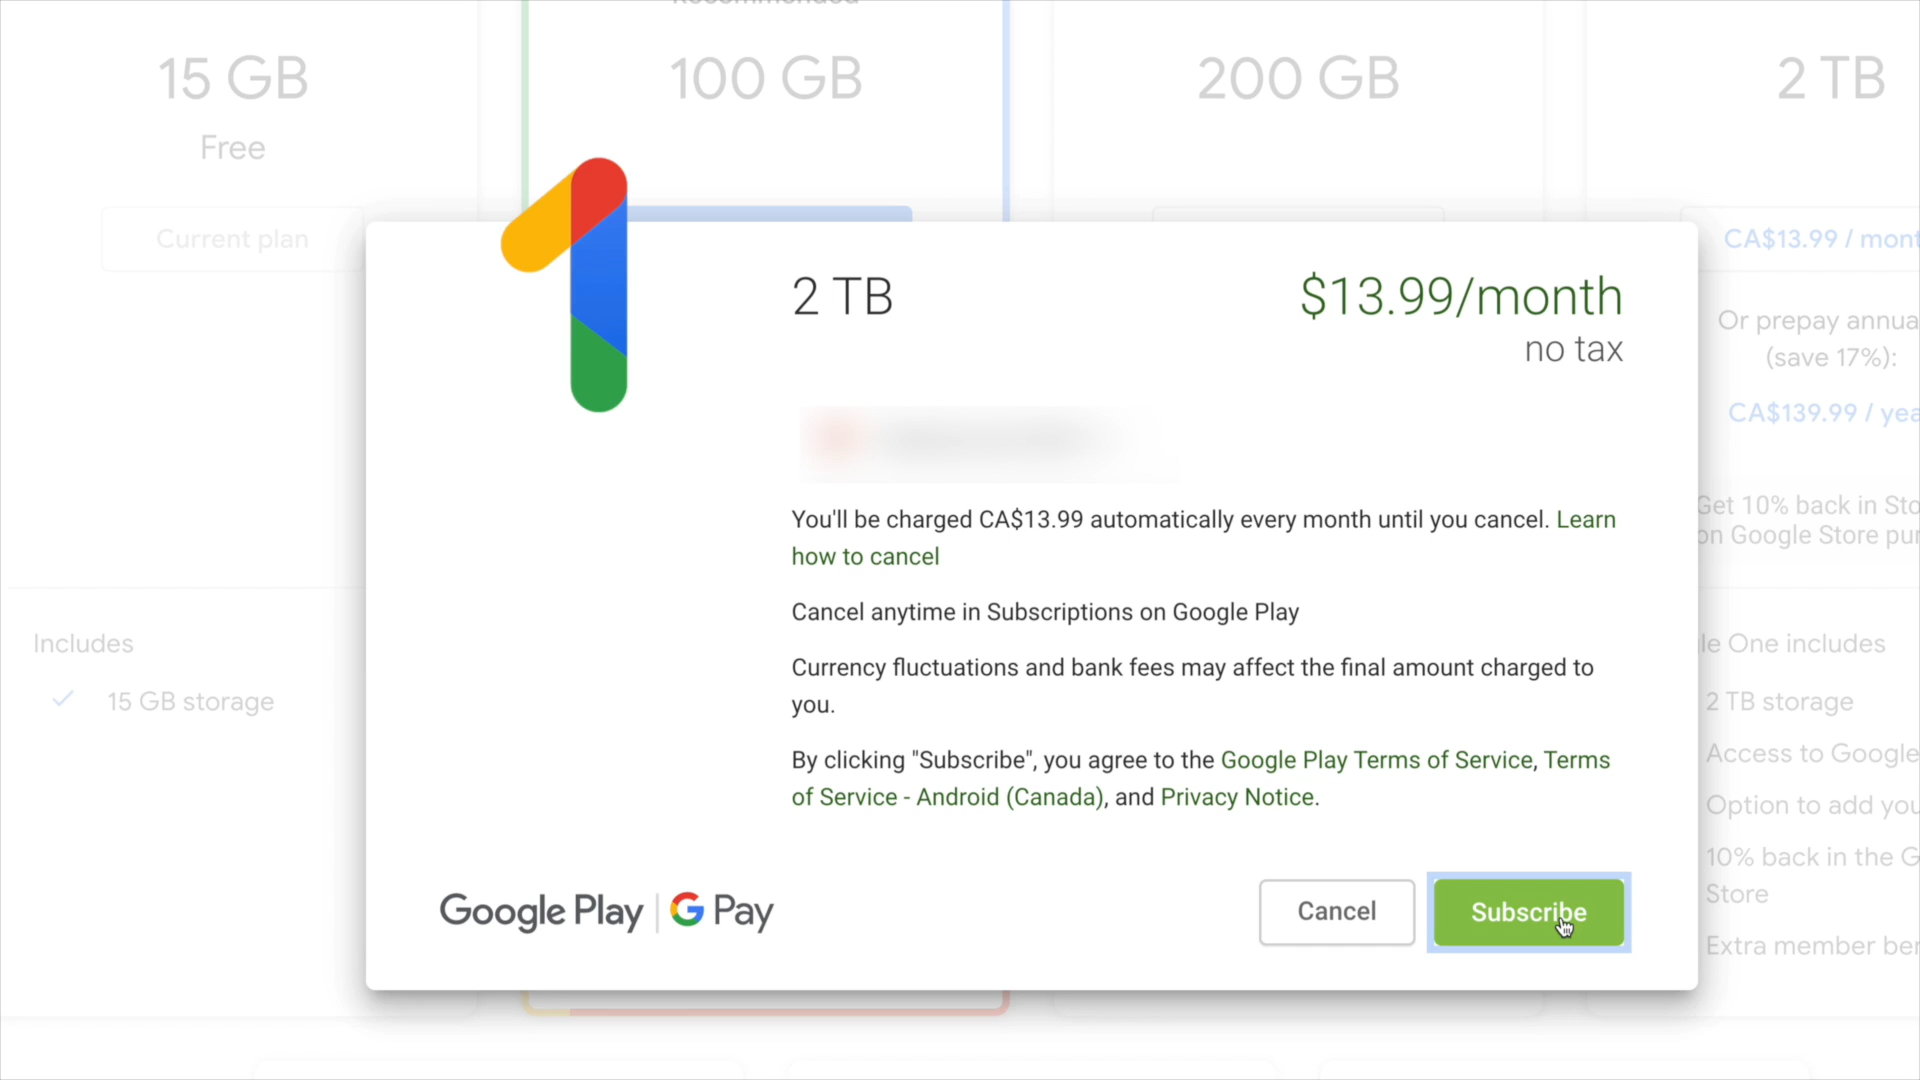 Recommended
15 GB
100 GB
200 GB
2 TB
Free
Current plan
CA$13.99 / mont
Or prepay annua
(save 17%):
CA$139.99 / yea
Get 10% back in Sto
on Google Store pur
Includes
15 GB storage
le One includes
2 TB storage
Access to Google
Option to add you
10% back in the G
Store
Extra member ben
2 TB
$13.99/month
no tax
You'll be charged CA$13.99 automatically every month until you cancel. Learn
how to cancel
Cancel anytime in Subscriptions on Google Play
Currency fluctuations and bank fees may affect the final amount charged to
you.
By clicking "Subscribe", you agree to the Google Play Terms of Service, Terms
of Service - Android (Canada), and Privacy Notice.
Google Play | G Pay
Cancel
Subscribe